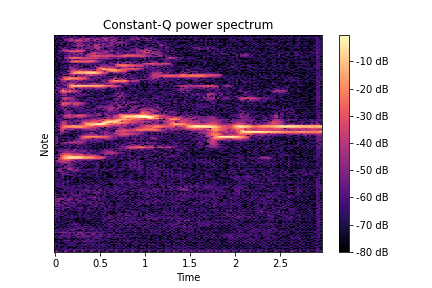 Constant-Q power spectrum
Note
-10 dB
-20 dB
-30 dB
-40 dB
-50 dB
-60 dB
-70 dB
-80 dB
0
0.5
1
1.5
2
2.5
Time